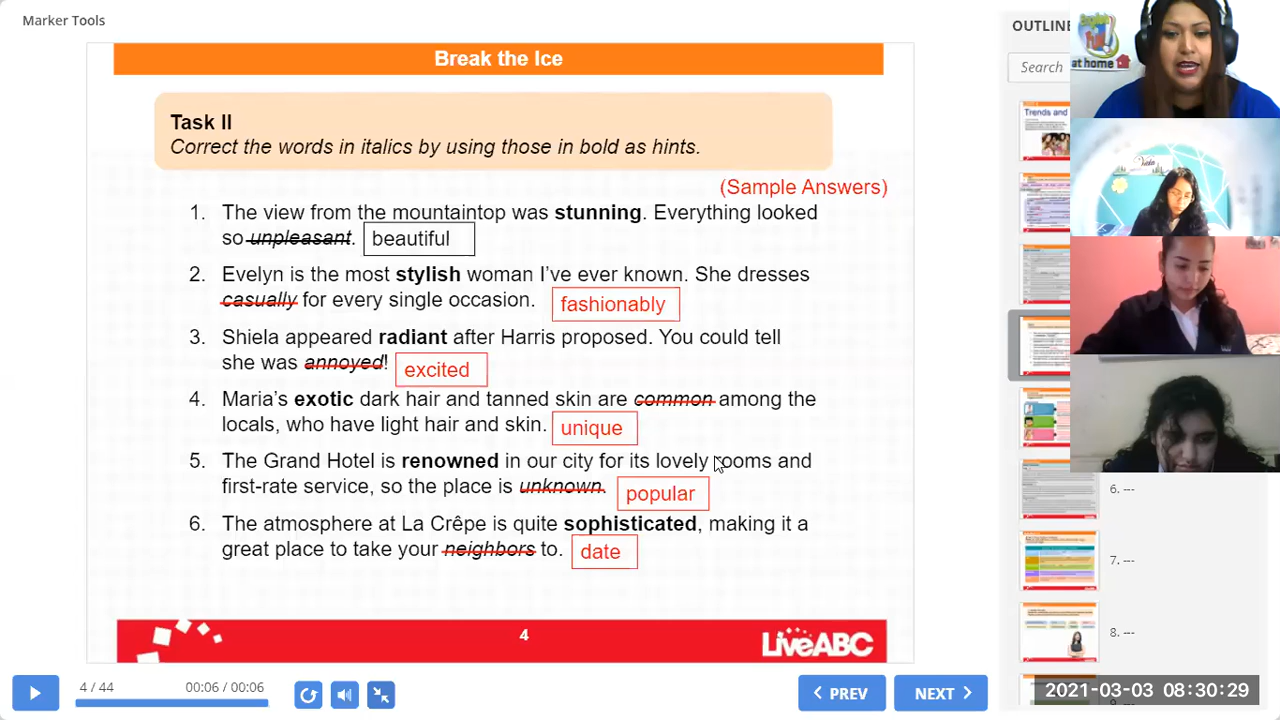 Marker Tools
OUTLINE
Search
English
at home
Break the Ice
Task II
Correct the words in italics by using those in bold as hints.
(Sample Answers)
1. The view from the mountaintop was stunning. Everything looked
so unpleasant. beautiful
2. Evelyn is the most stylish woman I've ever known. She dresses
casually for every single occasion. fashionably
3. Shiela appeared radiant after Harris proposed. You could tell
she was annoyed! excited
4. Maria's exotic dark hair and tanned skin are common among the
locals, who have light hair and skin. unique
5. The Grand Hotel is renowned in our city for its lovely rooms and
first-rate service, so the place is unknown. popular
6. The atmosphere at La Crêpe is quite sophisticated, making it a
great place to take your neighbors to. date
4
LiveABC
Trends and
6. ---
7. ---
8. ---
4 / 44
00:06 / 00:06
PREV
NEXT
2021-03-03 08:30:29